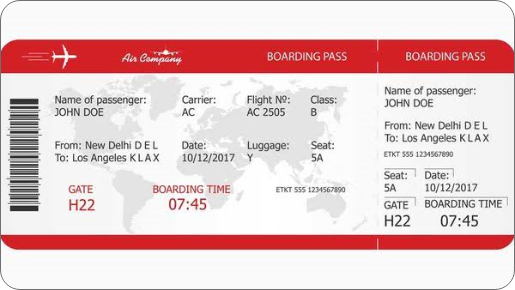 Air Company
BOARDING PASS
Name of passenger: Carrier: Flight Nº: Class:
JOHN DOE AC AC 2505 B
From: New Delhi D E L Date: Luggage: Seat:
To: Los Angeles K L A X 10/12/2017 Y 5A
GATE BOARDING TIME ETKT 555 1234567890
H22 07:45
BOARDING PASS
Name of passenger:
JOHN DOE
From: New Delhi D E L
To: Los Angeles K L A X
ETKT 555 1234567890
Seat: Date:
5A 10/12/2017
GATE BOARDING TIME
H22 07:45